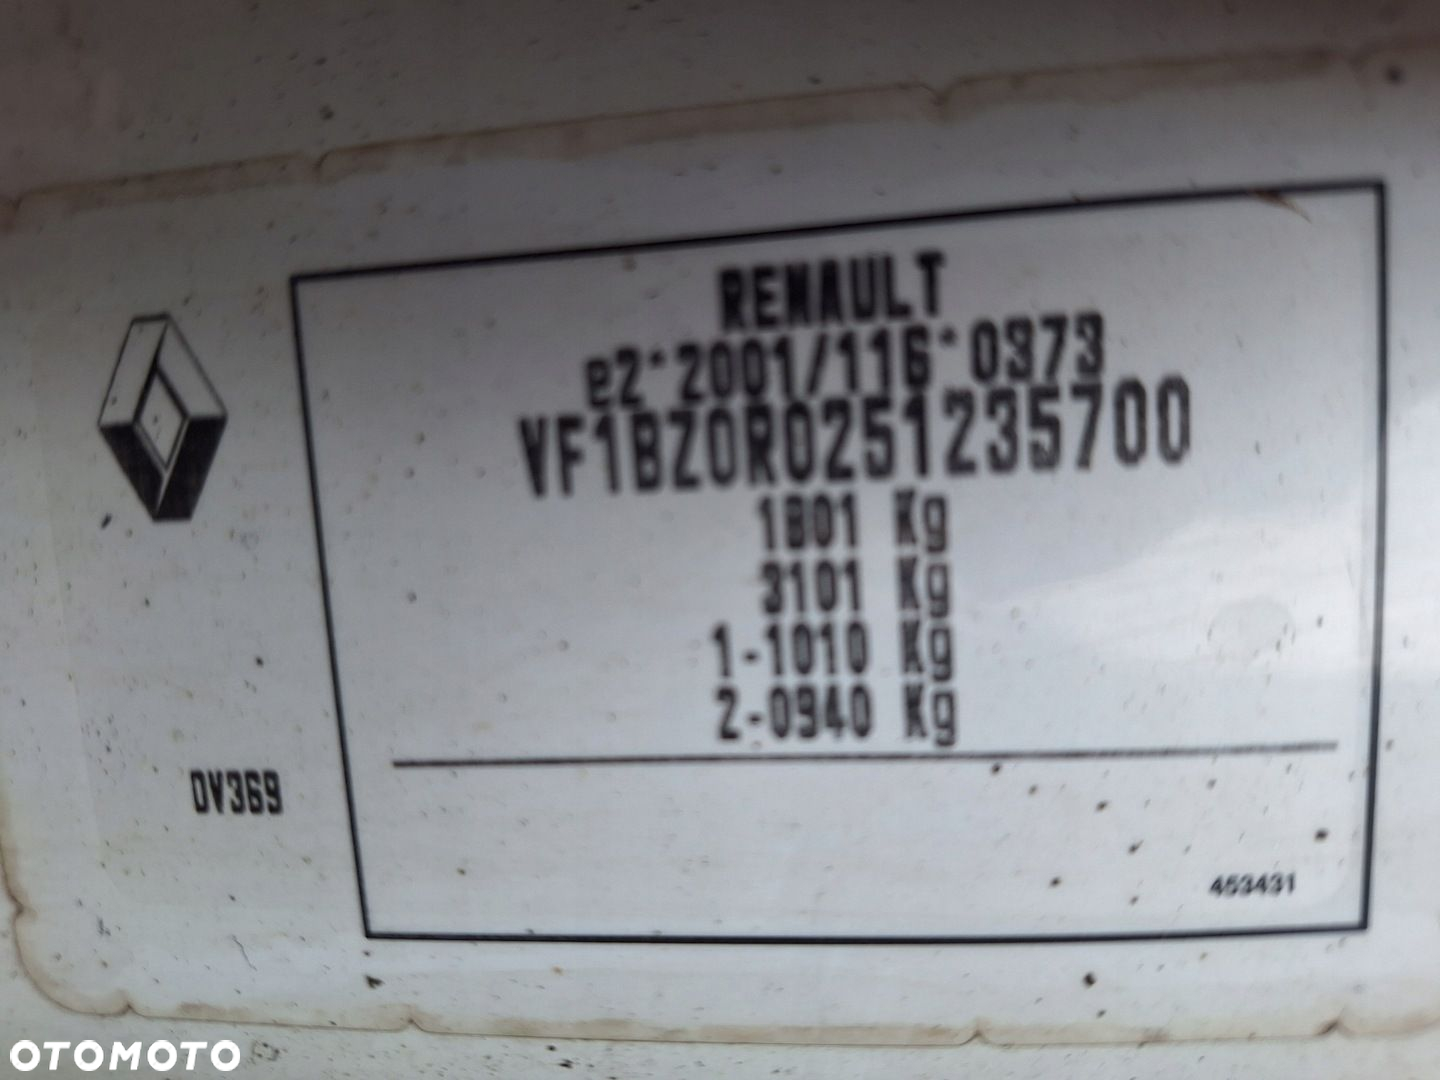 RENAULT
e2*2001/116*0373
VF1BZ0R0251235700
1801 Kg
3101 Kg
1-1010 Kg
2-0940 Kg
DV369
453431
OTOMOTO